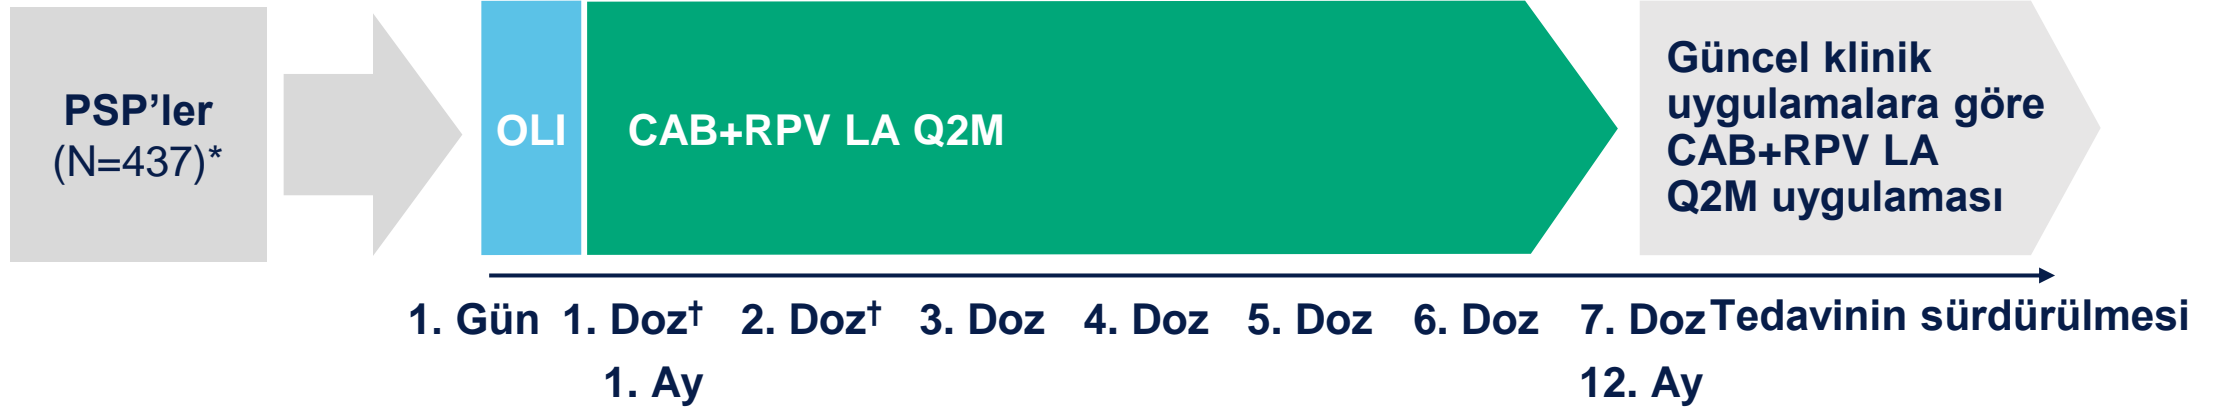 PSP’ler
(N=437)*
OLI
CAB+RPV LA Q2M
Güncel klinik
uygulamalara göre
CAB+RPV LA
Q2M uygulaması
1. Gün 1. Doz† 2. Doz† 3. Doz 4. Doz 5. Doz 6. Doz 7. Doz Tedavinin sürdürülmesi
1. Ay 12. Ay